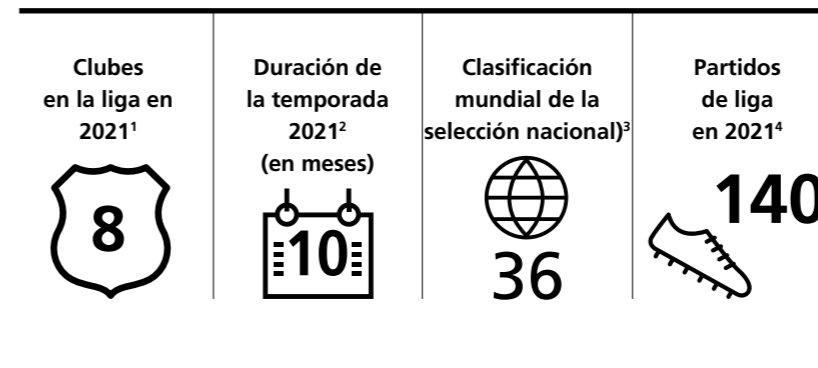 Clubes
en la liga en
2021¹
8
Duración de
la temporada
2021²
(en meses)
10
Clasificación
mundial de la
selección nacional)³
36
Partidos
de liga
en 2021⁴
140